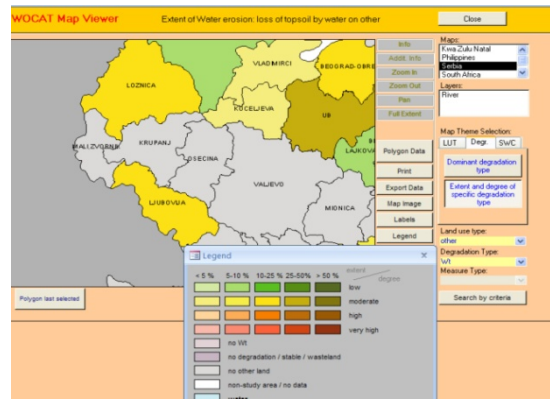 WOCAT Map Viewer
Extent of Water erosion: loss of topsoil by water on other
Close
Info
Addit. info
Zoom In
Zoom Out
Pan
Full Extent
Polygon Data
Print
Export Data
Map Image
Labels
Legend
Maps:
Kwa Zulu Natal
Philippines
Serbia
South Africa
Layers:
River
Map Theme Selection:
LUT Degr. SWC
Dominant degradation
type
Extent and degree of
specific degradation
type
Land use type:
other
Degradation Type:
Wt
Measure Type:
Search by criteria
LOZNICA
VLADIMIRCI
BEOGRAD-OBRE
KOCELJEVA
UB
MALI ZVORNIK
KRUPANJ
OSECINA
LAJKOVA
VALJEVO
LJUBOVIJA
MIONICA
Polygon last selected
Legend
< 5 % 5-10 % 10-25 % 25-50% > 50 % extent
degree
low
moderate
high
very high
no Wt
no degradation / stable / wasteland
no other land
non-study area / no data
water